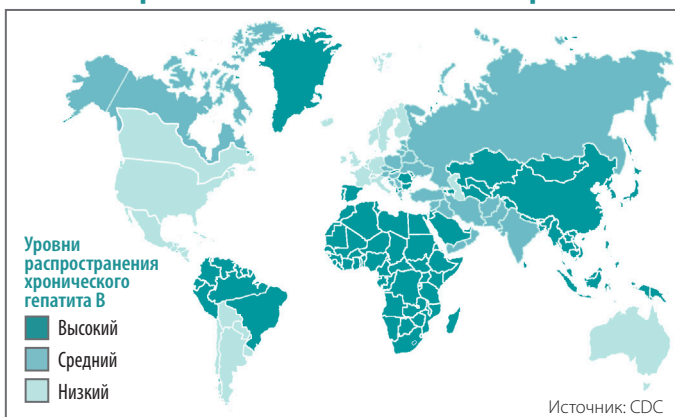 Уровни
распространения
хронического
гепатита B
Высокий
Средний
Низкий
Источник: CDC